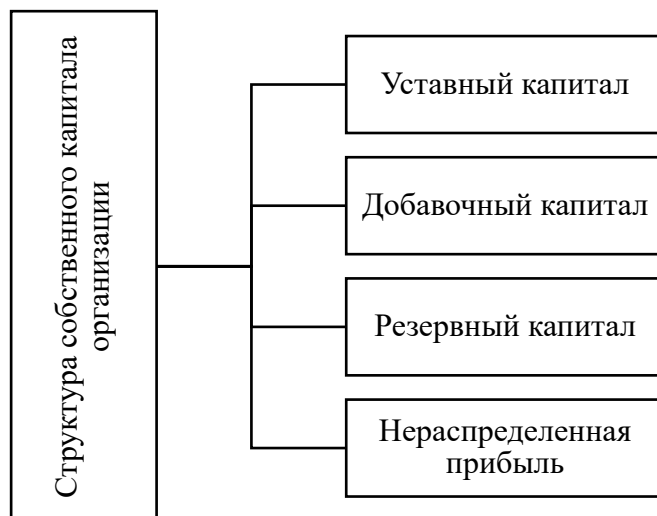 Структура собственного капитала
организации
Уставный капитал
Добавочный капитал
Резервный капитал
Нераспределенная
прибыль